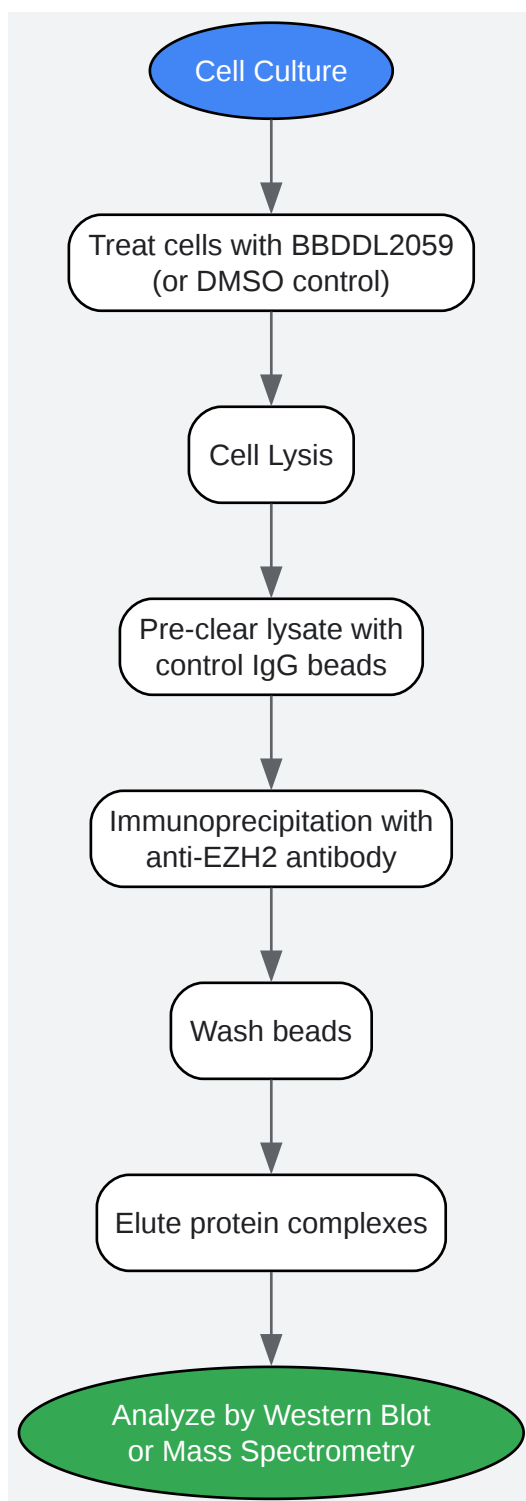 Cell Culture
Treat cells with BBDDL2059
(or DMSO control)
Cell Lysis
Pre-clear lysate with
control IgG beads
Immunoprecipitation with
anti-EZH2 antibody
Wash beads
Elute protein complexes
Analyze by Western Blot
or Mass Spectrometry